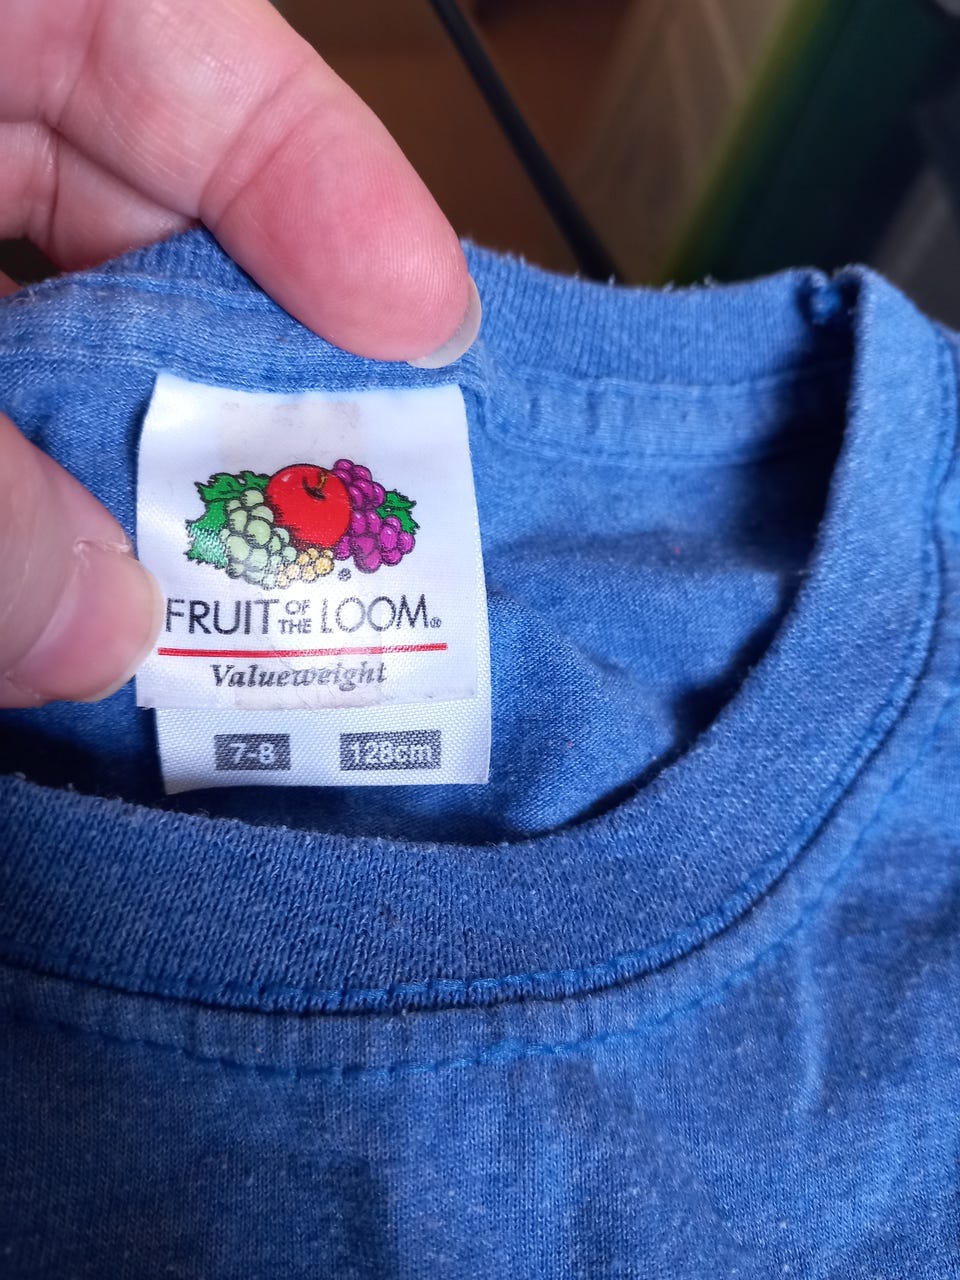 FRUIT OF THE LOOM®
Valueweight
7-8 128cm